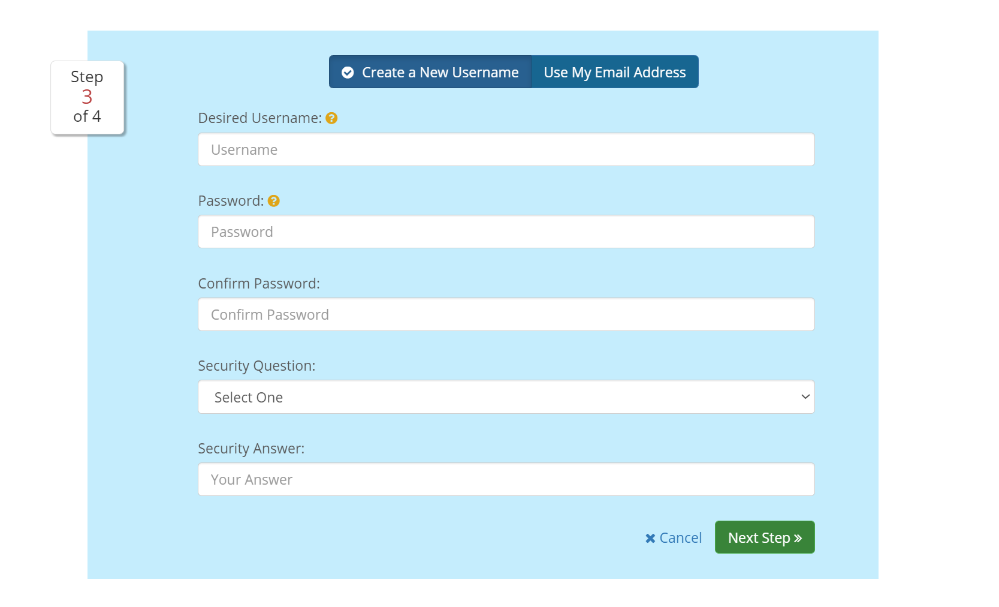 Step
3
of 4
Create a New Username
Use My Email Address
Desired Username:
Username
Password:
Password
Confirm Password:
Confirm Password
Security Question:
Select One
Security Answer:
Your Answer
Cancel
Next Step »